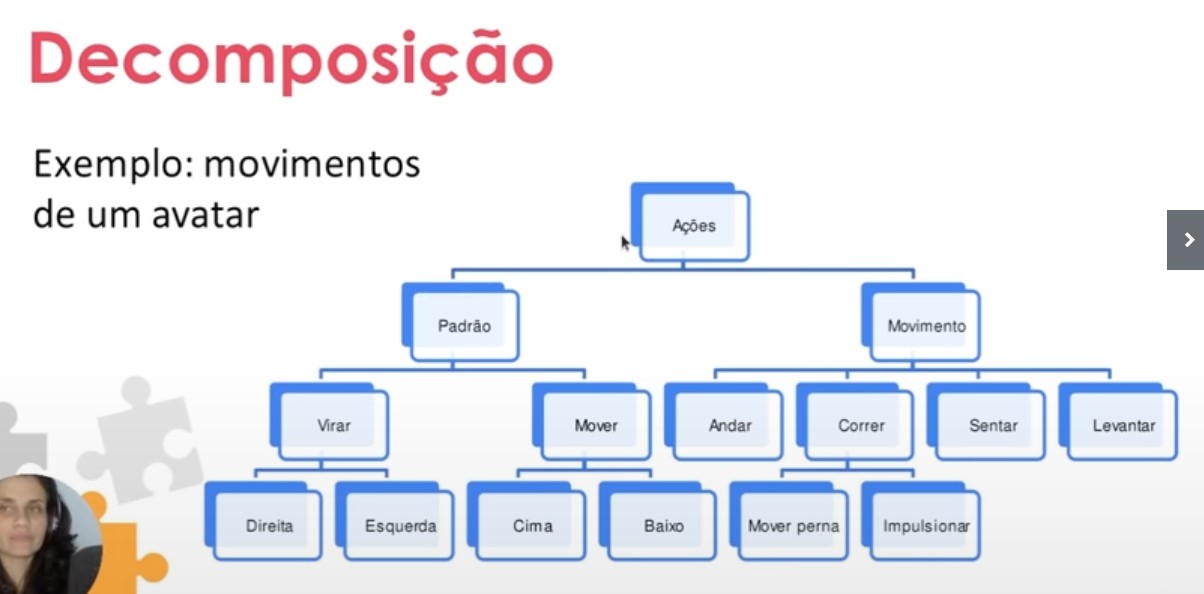 Decomposição
Exemplo: movimentos
de um avatar
Ações
Padrão
Movimento
Virar
Mover
Andar
Correr
Sentar
Levantar
Direita
Esquerda
Cima
Baixo
Mover perna
Impulsionar